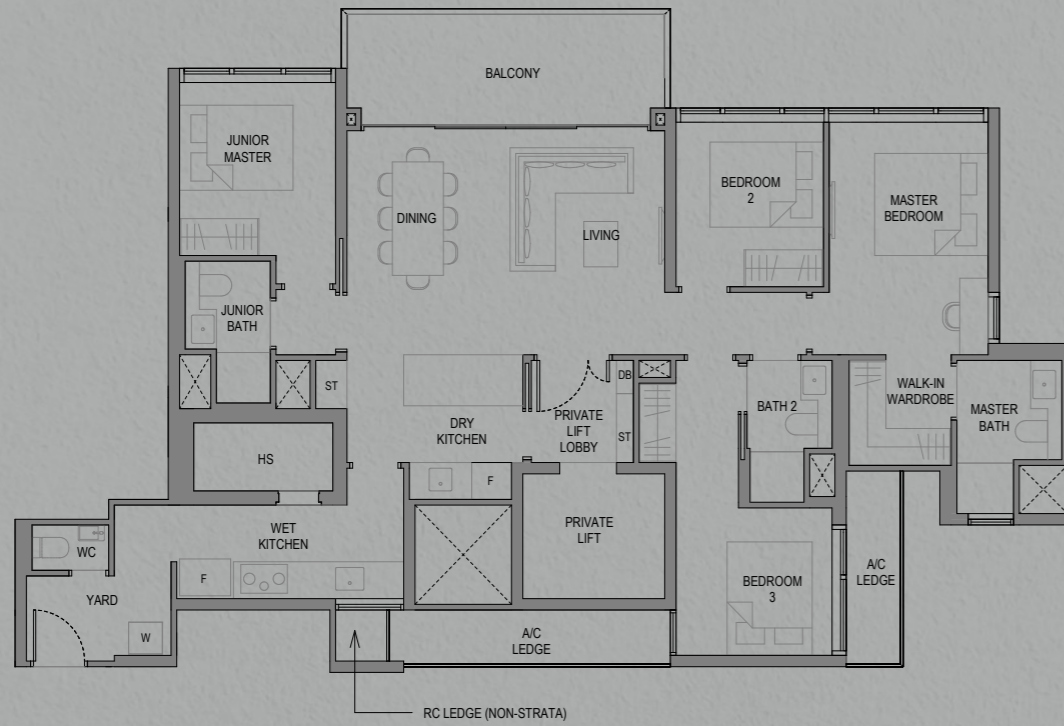 BALCONY
JUNIOR
MASTER
DINING
LIVING
BEDROOM
2
MASTER
BEDROOM
JUNIOR
BATH
ST
DRY
KITCHEN
PRIVATE
LIFT
LOBBY
DB
ST
BATH 2
WALK-IN
WARDROBE
MASTER
BATH
HS
F
WET
KITCHEN
PRIVATE
LIFT
WC
F
YARD
W
BEDROOM
3
A/C
LEDGE
A/C
LEDGE
RC LEDGE (NON-STRATA)